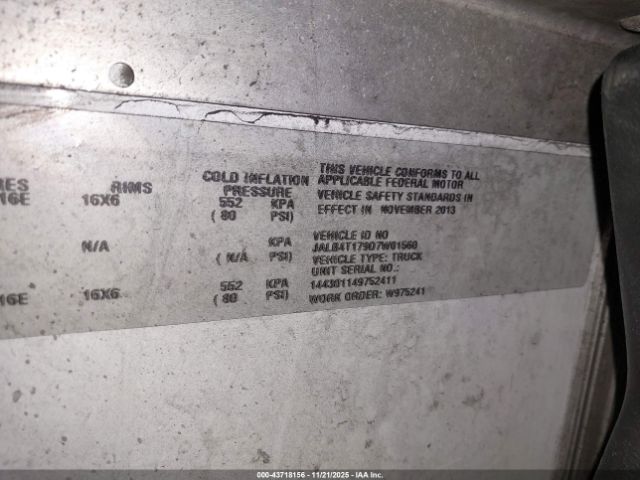 RES RIMS COLD INFLATION PRESSURE THIS VEHICLE CONFORMS TO ALL
APPLICABLE FEDERAL MOTOR
16E 16X6 552 KPA VEHICLE SAFETY STANDARDS IN
( 80 PSI) EFFECT IN NOVEMBER 2013
N/A KPA VEHICLE ID NO
( N/A PSI) JALB4T17907W01560
VEHICLE TYPE: TRUCK
UNIT SERIAL NO.:
16E 16X6 552 KPA 144301149752411
( 80 PSI) WORK ORDER: W975241
000-43718156 • 11/21/2025 • IAA Inc.